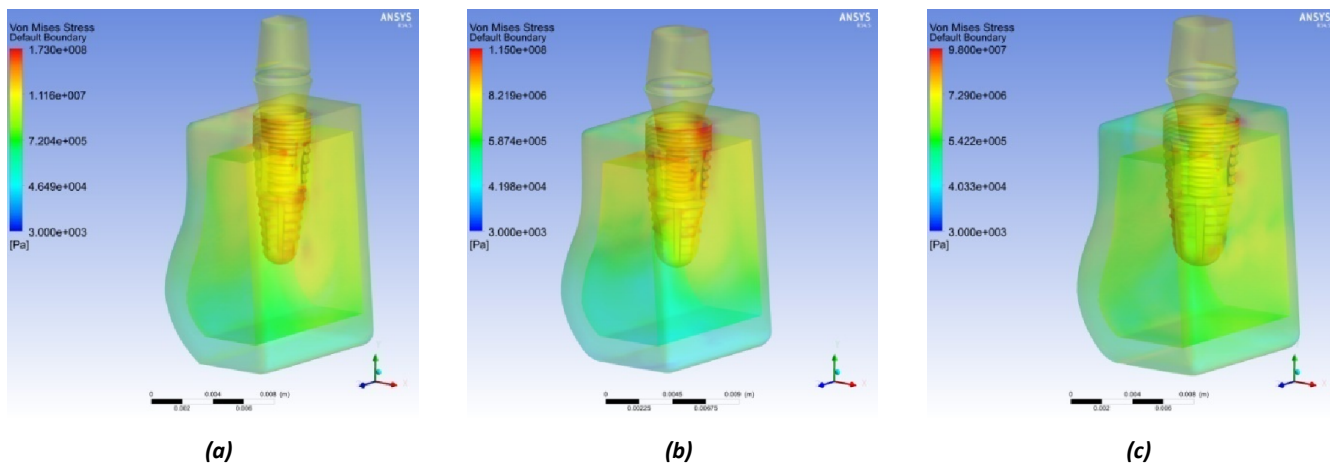 ANSYS
Von Mises Stress
Default Boundary
1.730e+008
1.116e+007
7.204e+005
4.649e+004
3.000e+003
[Pa]
0 0.004 0.008 (m)
0.002 0.006
(a)
ANSYS
Von Mises Stress
Default Boundary
1.150e+008
8.219e+006
5.874e+005
4.198e+004
3.000e+003
[Pa]
0 0.0045 0.009 (m)
0.00225 0.00675
(b)
ANSYS
Von Mises Stress
Default Boundary
9.800e+007
7.290e+006
5.422e+005
4.033e+004
3.000e+003
[Pa]
0 0.004 0.008 (m)
0.002 0.006
(c)